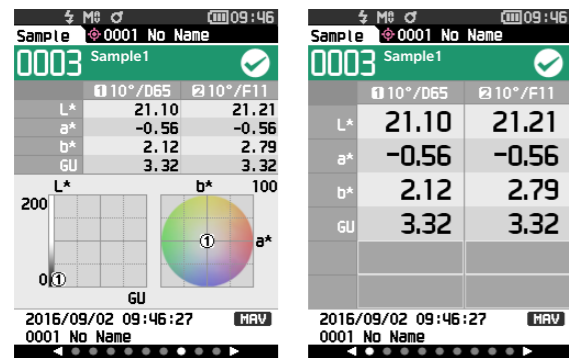 09:46
Sample 0001 No Name
0003 Sample1
1 10°/D65 2 10°/F11
L* 21.10 21.21
a* -0.56 -0.56
b* 2.12 2.79
GU 3.32 3.32
L* b* 100
200
1 a*
0 1
GU
2016/09/02 09:46:27 MAV
0001 No Name
09:46
Sample 0001 No Name
0003 Sample1
1 10°/D65 2 10°/F11
L* 21.10 21.21
a* -0.56 -0.56
b* 2.12 2.79
GU 3.32 3.32
2016/09/02 09:46:27 MAV
0001 No Name